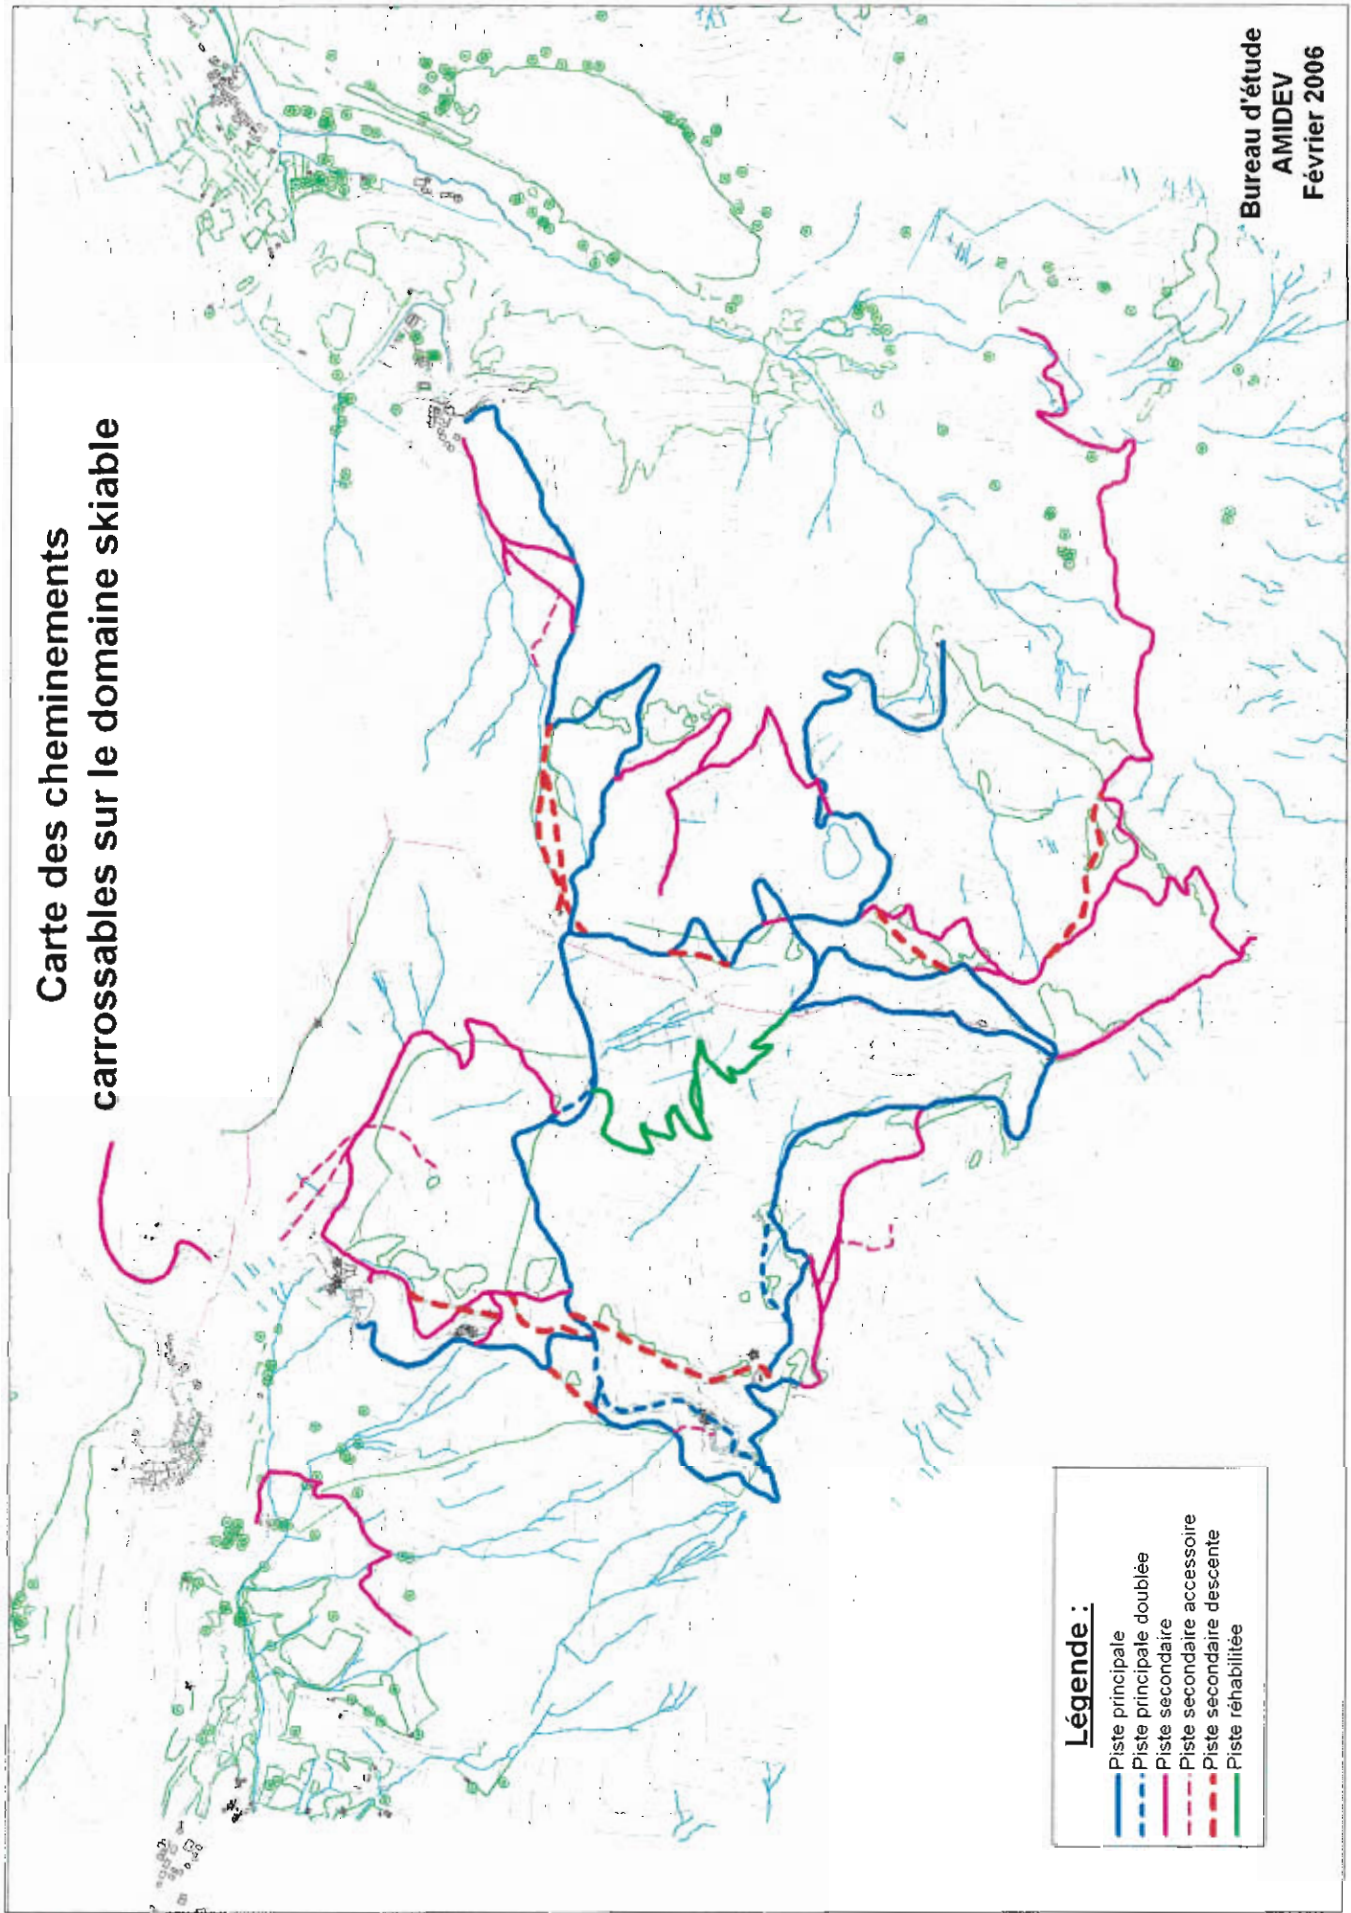 Carte des cheminements
carrossables sur le domaine skiable
Bureau d'étude
AMIDEV
Février 2006
Légende :
Piste principale
Piste principale doublée
Piste secondaire
Piste secondaire accessoire
Piste secondaire descente
Piste réhabilitée